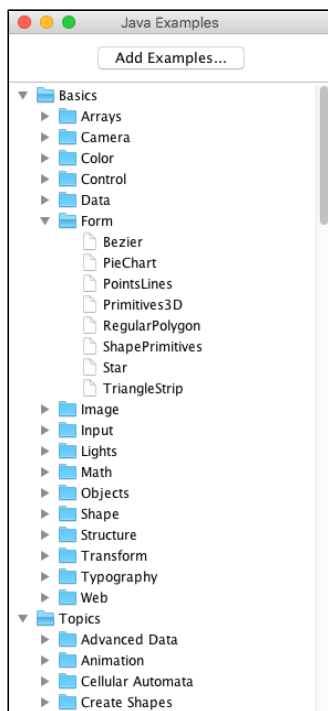 Java Examples
Add Examples...
Basics
Arrays
Camera
Color
Control
Data
Form
Bezier
PieChart
PointsLines
Primitives3D
RegularPolygon
ShapePrimitives
Star
TriangleStrip
Image
Input
Lights
Math
Objects
Shape
Structure
Transform
Typography
Web
Topics
Advanced Data
Animation
Cellular Automata
Create Shapes